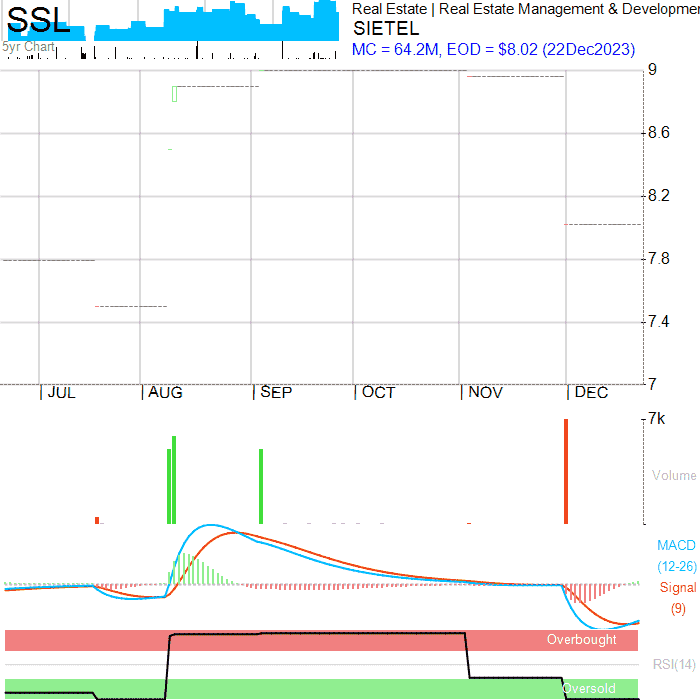 SSL
5yr Chart
Real Estate | Real Estate Management & Developmen
SIETEL
MC = 64.2M, EOD = $8.02 (22Dec2023)
9
8.6
8.2
7.8
7.4
7
JUL
AUG
SEP
OCT
NOV
DEC
7k
Volume
MACD
(12-26)
Signal
(9)
Overbought
RSI(14)
Oversold